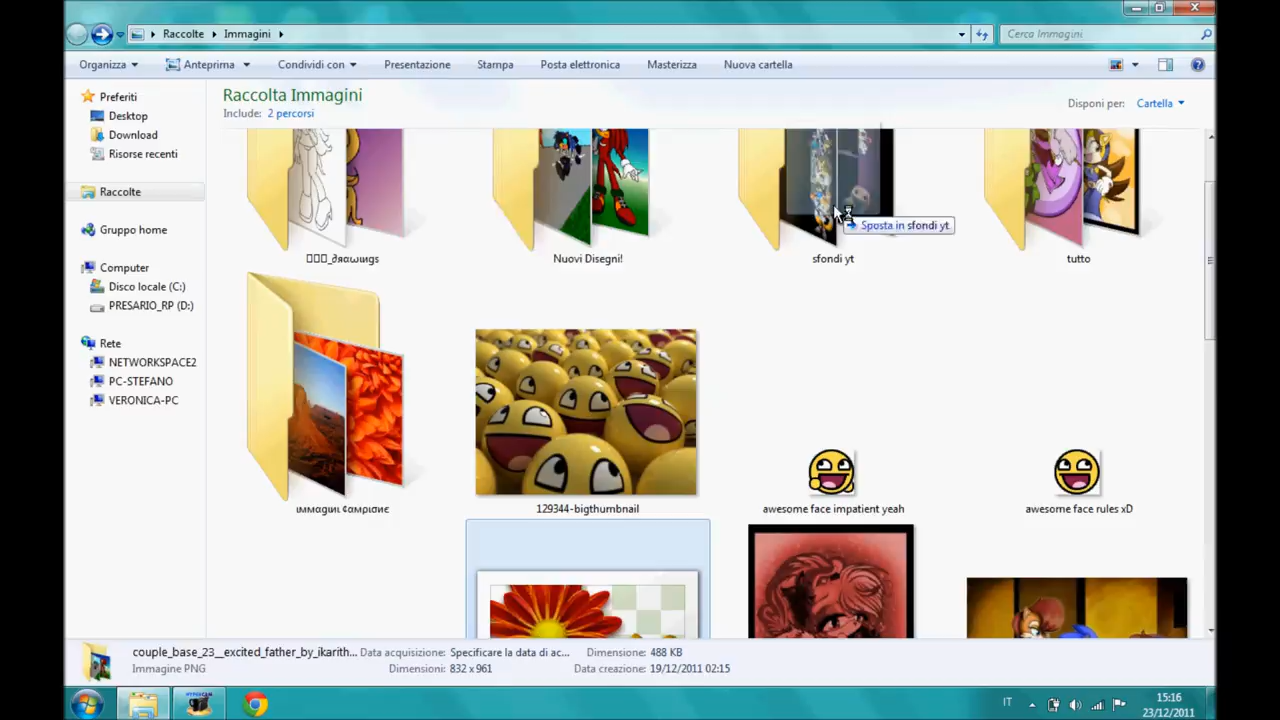 Raccolte Immagini
Cerca Immagini
Organizza Anteprima Condividi con Presentazione Stampa Posta elettronica Masterizza Nuova cartella
Raccolta Immagini
Include: 2 percorsi
Disponi per: Cartella
Preferiti
Desktop
Download
Risorse recenti
Raccolte
Gruppo home
Computer
Disco locale (C:)
PRESARIO_RP (D:)
Rete
NETWORKSPACE2
PC-STEFANO
VERONICA-PC
Sposta in sfondi yt.
Nuovi Disegni!
sfondi yt
tutto
129344-bigthumbnail
awesome face impatient yeah
awesome face rules xD
couple_base_23__excited_father_by_ikarith... Data acquisizione: Specificare la data di ac... Dimensione: 488 KB
Immagine PNG Dimensioni: 832 x 961 Data creazione: 19/12/2011 02:15
HYPERCAM
IT
15:16
23/12/2011